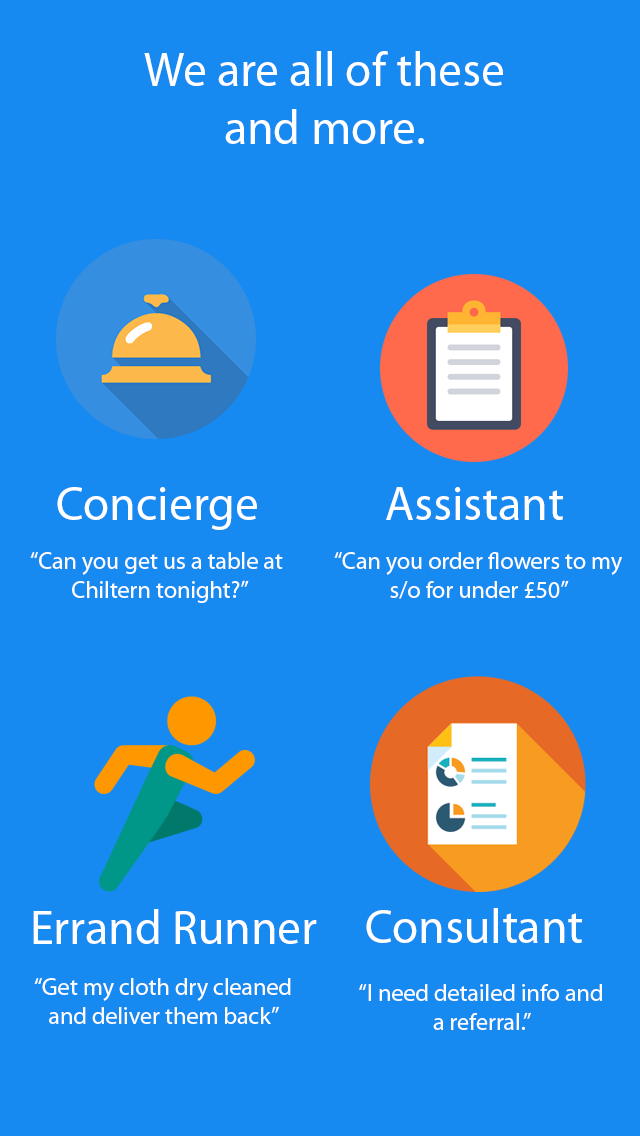 We are all of these
and more.
Concierge
“Can you get us a table at
Chiltern tonight?”
Assistant
“Can you order flowers to my
s/o for under £50”
Errand Runner
“Get my cloth dry cleaned
and deliver them back”
Consultant
“I need detailed info and
a referral.”